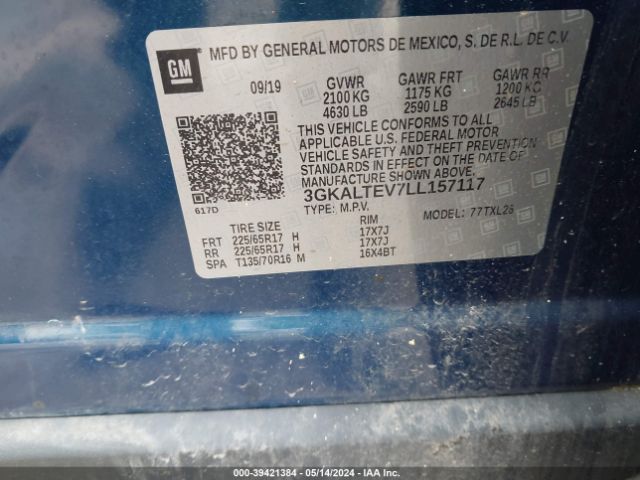 GM
MFD BY GENERAL MOTORS DE MEXICO, S. DE R.L. DE C.V.
09/19 GVWR GAWR FRT GAWR RR
2100 KG 1175 KG 1200 KG
4630 LB 2590 LB 2645 LB
THIS VEHICLE CONFORMS TO ALL
APPLICABLE U.S. FEDERAL MOTOR
VEHICLE SAFETY AND THEFT PREVENTION
STANDARDS IN EFFECT ON THE DATE OF
MANUFACTURE SHOWN ABOVE.
3GKALTEV7LL157117
617D
TYPE: M.P.V. MODEL: 77TXL26
TIRE SIZE RIM
FRT 225/65R17 H 17X7J
RR 225/65R17 H 17X7J
SPA T135/70R16 M 16X4BT
000-39421384 - 05/14/2024 - IAA Inc.